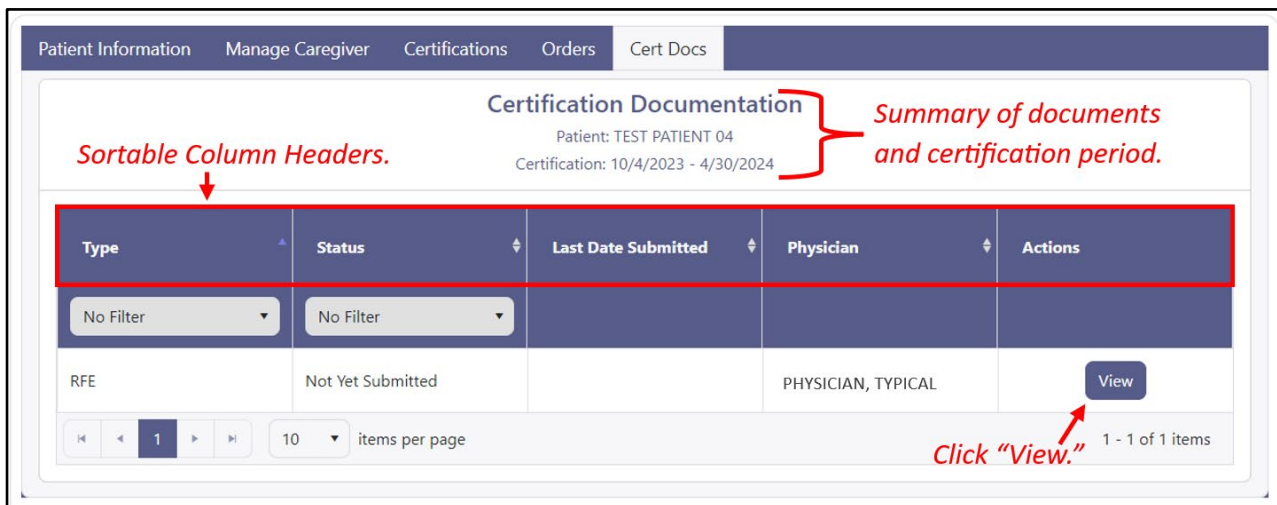 Patient Information Manage Caregiver Certifications Orders Cert Docs
Certification Documentation
Patient: TEST PATIENT 04
Certification: 10/4/2023 - 4/30/2024
Summary of documents
and certification period.
Sortable Column Headers.
Type Status Last Date Submitted Physician Actions
No Filter No Filter
RFE Not Yet Submitted PHYSICIAN, TYPICAL View
1 10 items per page 1 - 1 of 1 items
Click “View.”